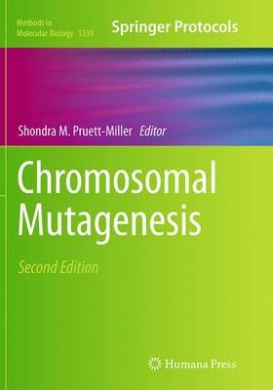 Methods in
Molecular Biology 1239
Springer Protocols
Shondra M. Pruett-Miller Editor
Chromosomal
Mutagenesis
Second Edition
Humana Press